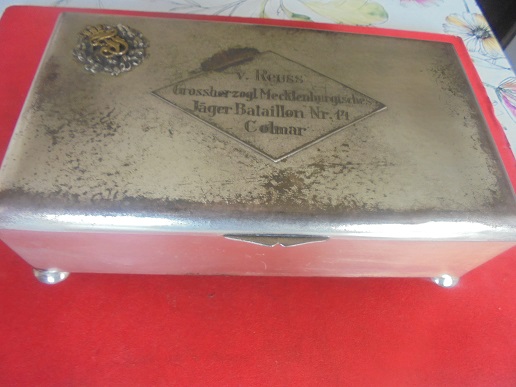 v. Reuss
Grossherzogl Mecklenburgisches
Jäger Bataillon Nr. 14
Colmar